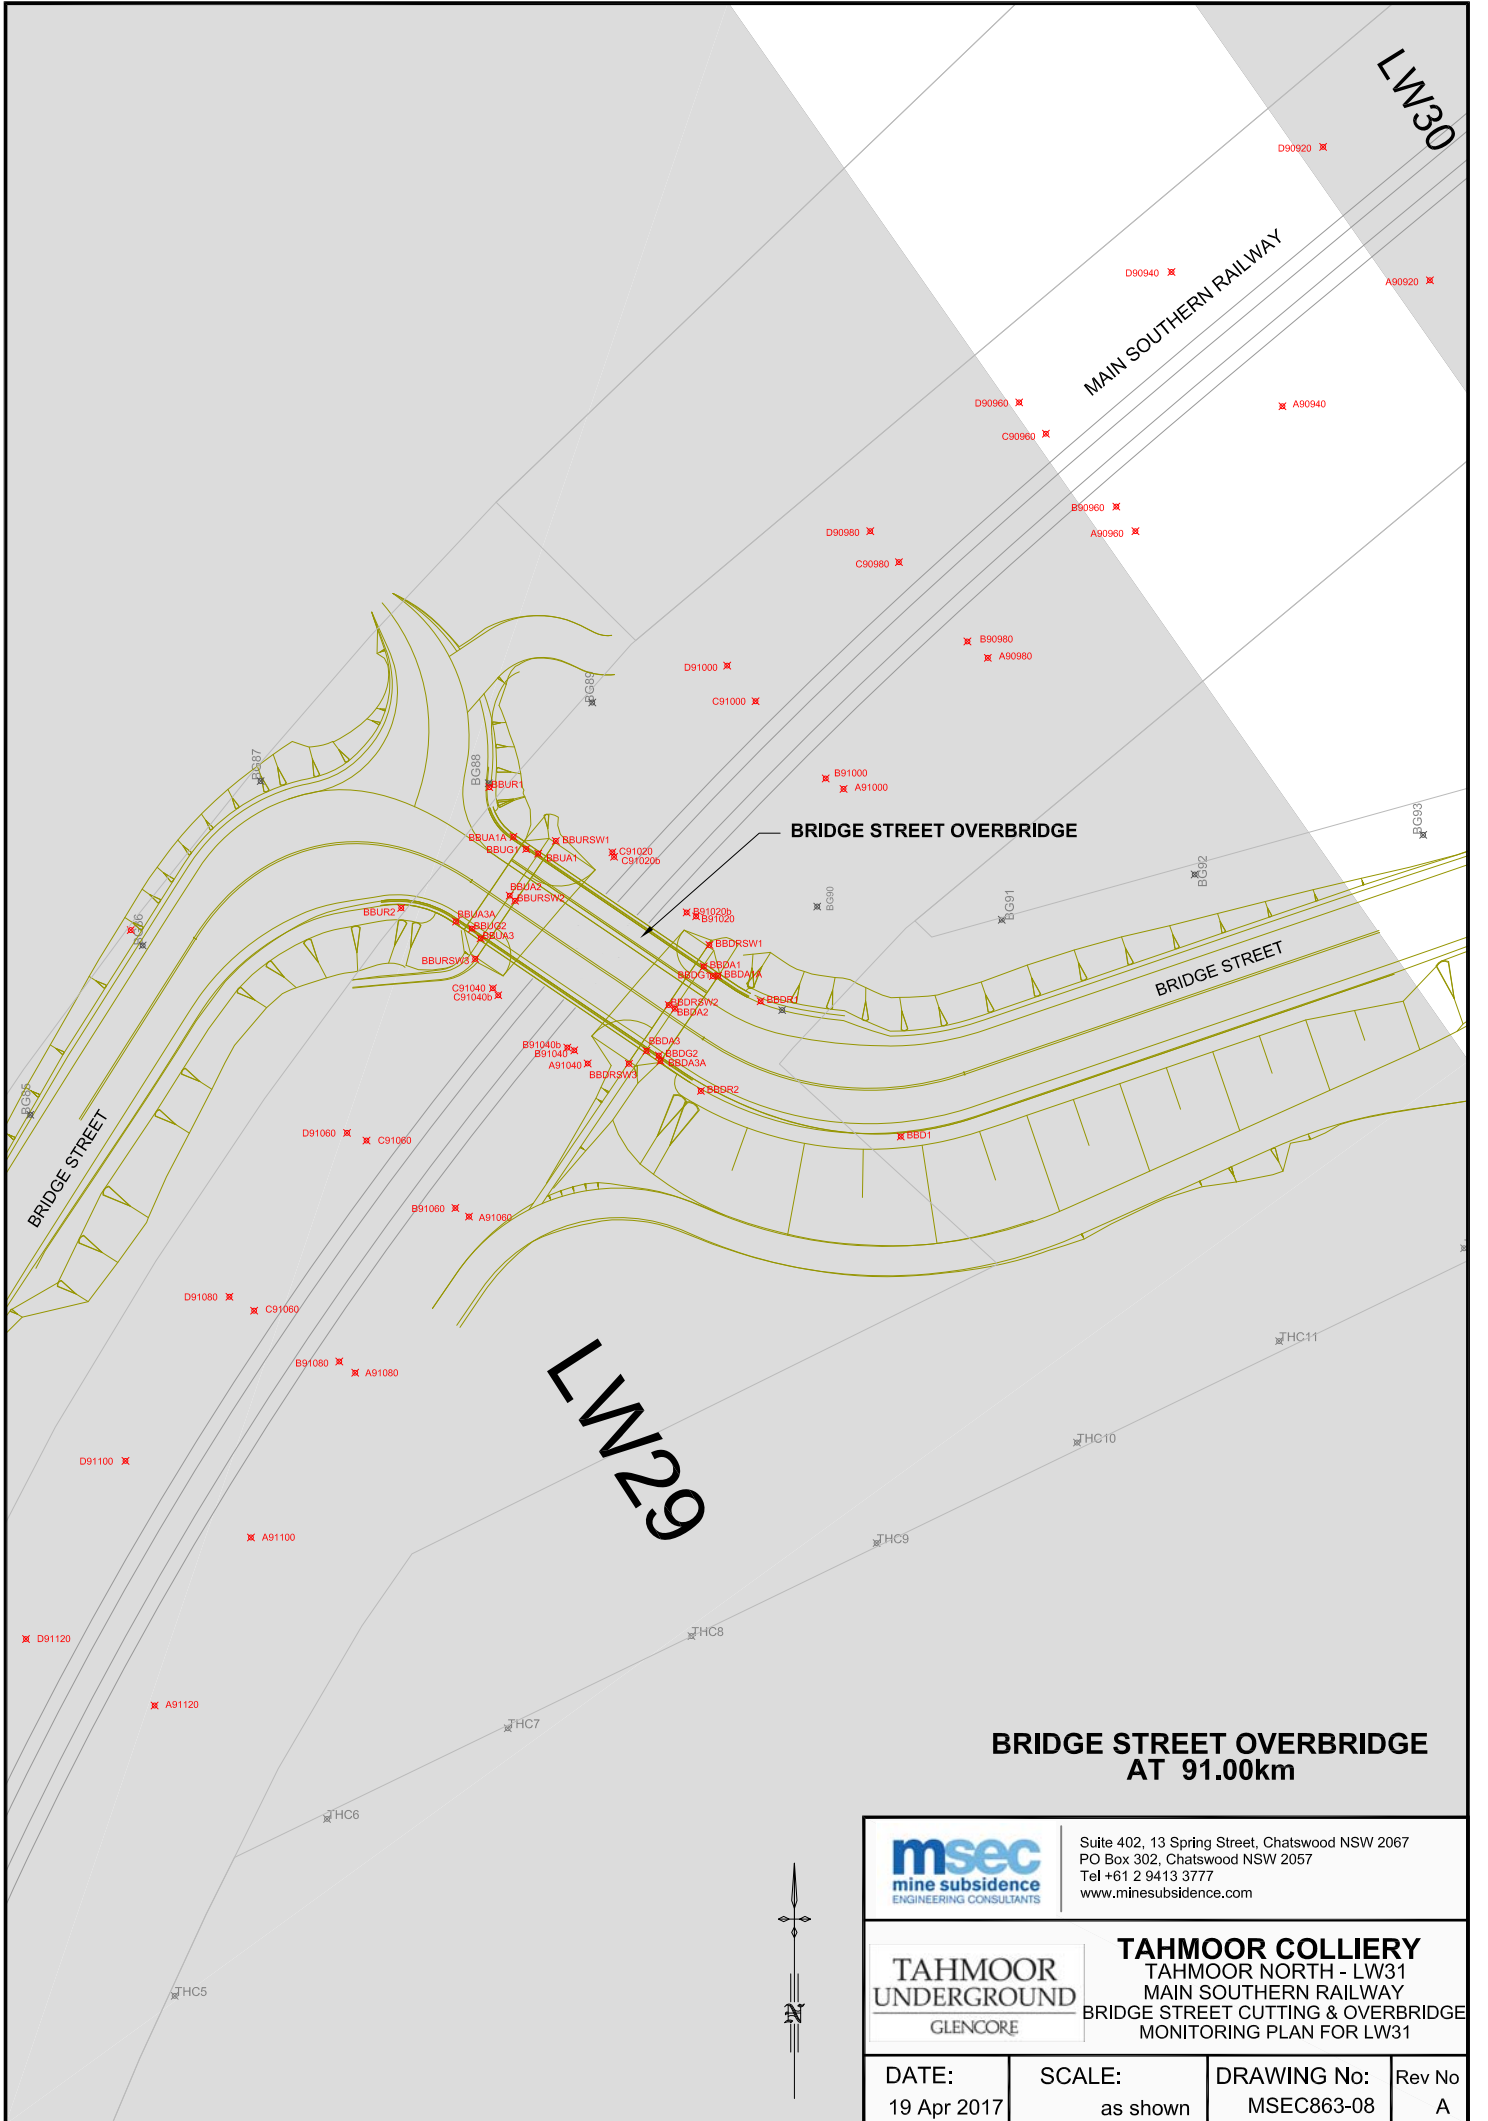 LW30
D90920
MAIN SOUTHERN RAILWAY
D90940
A90920
D90960
A90940
C90960
B90960
D90980
A90960
C90980
B90980
A90980
D91000
BG89
C91000
BG87
BG88
BBUR1
B91000
A91000
BRIDGE STREET OVERBRIDGE
BG93
BBUA1A
BBURSW1
BBUG1
BBUA1
C91020
C91020b
BG92
BBUA2
BBURSW2
BG90
BG91
BBUR2
BBUA3A
BBUG2
BBUA3
B91020b
B91020
BG86
BBDRSW1
BBURSW3
BBDA1
BBDG1
BBDA1A
BRIDGE STREET
C91040
C91040b
BBDR1
BBDRSW2
BBDA2
B91040b
B91040
A91040
BBDA3
BBDG2
BBDA3A
BBDRSW3
BBDR2
BG85
BBD1
D91060
C91060
BRIDGE STREET
B91060
A91060
D91080
C91060
THC11
B91080
A91080
LW29
THC10
D91100
A91100
THC9
THC8
D91120
A91120
THC7
THC6
THC5
BRIDGE STREET OVERBRIDGE
AT 91.00km
msec
mine subsidence
ENGINEERING CONSULTANTS
Suite 402, 13 Spring Street, Chatswood NSW 2067
PO Box 302, Chatswood NSW 2057
Tel +61 2 9413 3777
www.minesubsidence.com
N
TAHMOOR
UNDERGROUND
GLENCORE
TAHMOOR COLLIERY
TAHMOOR NORTH - LW31
MAIN SOUTHERN RAILWAY
BRIDGE STREET CUTTING & OVERBRIDGE
MONITORING PLAN FOR LW31
DATE:
19 Apr 2017
SCALE:
as shown
DRAWING No:
MSEC863-08
Rev No
A